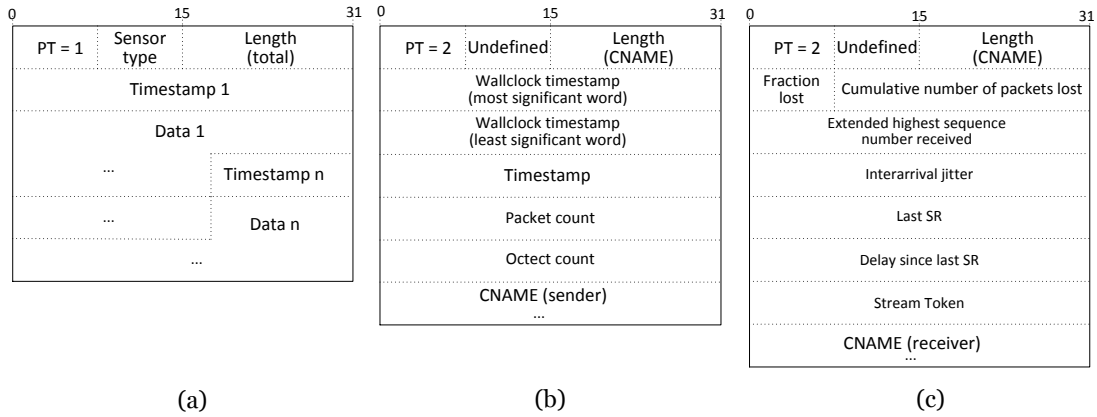 0 15 31
PT = 1 Sensor type Length (total)
Timestamp 1
Data 1
... Timestamp n
... Data n
...
(a)
0 15 31
PT = 2 Undefined Length (CNAME)
Wallclock timestamp
(most significant word)
Wallclock timestamp
(least significant word)
Timestamp
Packet count
Octect count
CNAME (sender)
...
(b)
0 15 31
PT = 2 Undefined Length (CNAME)
Fraction lost Cumulative number of packets lost
Extended highest sequence
number received
Interarrival jitter
Last SR
Delay since last SR
Stream Token
CNAME (receiver)
...
(c)